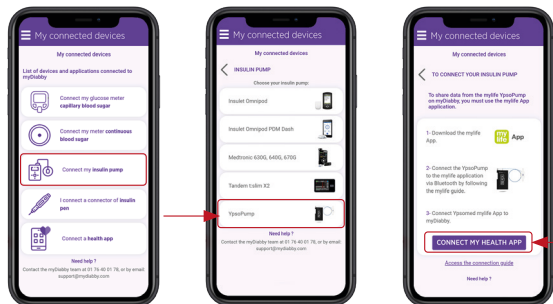 My connected devices
My connected devices
List of devices and applications connected to
myDiabby
Connect my glucose meter
capillary blood sugar
Connect my meter continuous
blood sugar
Connect my insulin pump
I connect a connector of insulin
pen
Connect a health app
Need help ?
Contact the myDiabby team at 01 76 40 01 78, or by email:
support@mydiabby.com
My connected devices
My connected devices
INSULIN PUMP
Choose your insulin pump:
Insulet Omnipod
Insulet Omnipod PDM Dash
Medtronic 630G, 640G, 670G
Tandem t:slim X2
YpsoPump
Need help ?
Contact the myDiabby team at 01 76 40 01 78, or by email:
support@mydiabby.com
My connected devices
My connected devices
TO CONNECT YOUR INSULIN PUMP
To share data from the mylife YpsoPump
on myDiabby, you must use the mylife App
application.
1- Download the mylife
App.
my
life
App
2- Connect the YpsoPump
to the mylife application
via Bluetooth by following
the mylife guide.
3- Connect Ypsomed mylife App to
myDiabby.
CONNECT MY HEALTH APP
Access the connection guide
Need help ?